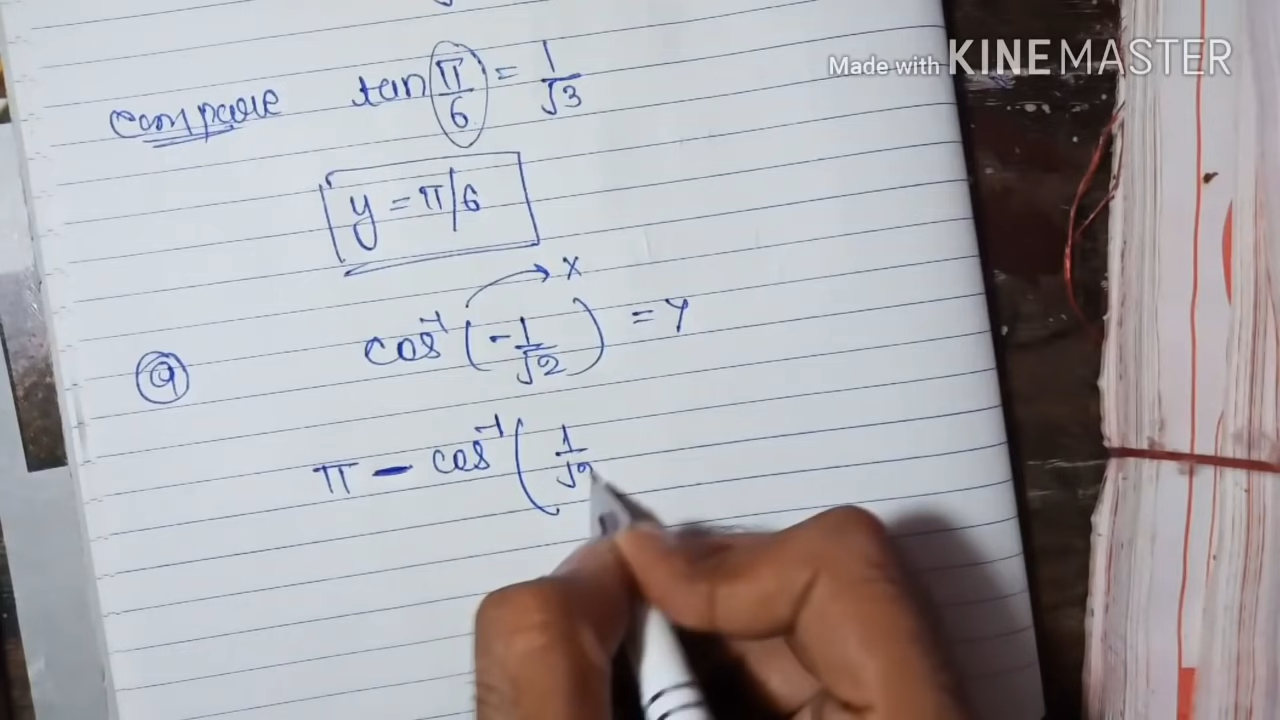 Made with KINEMASTER
compare tan π/6 = 1/√3
y = π/6
x
9 cos⁻¹ (-1/√2) = y
π - cos⁻¹ ( 1/√2